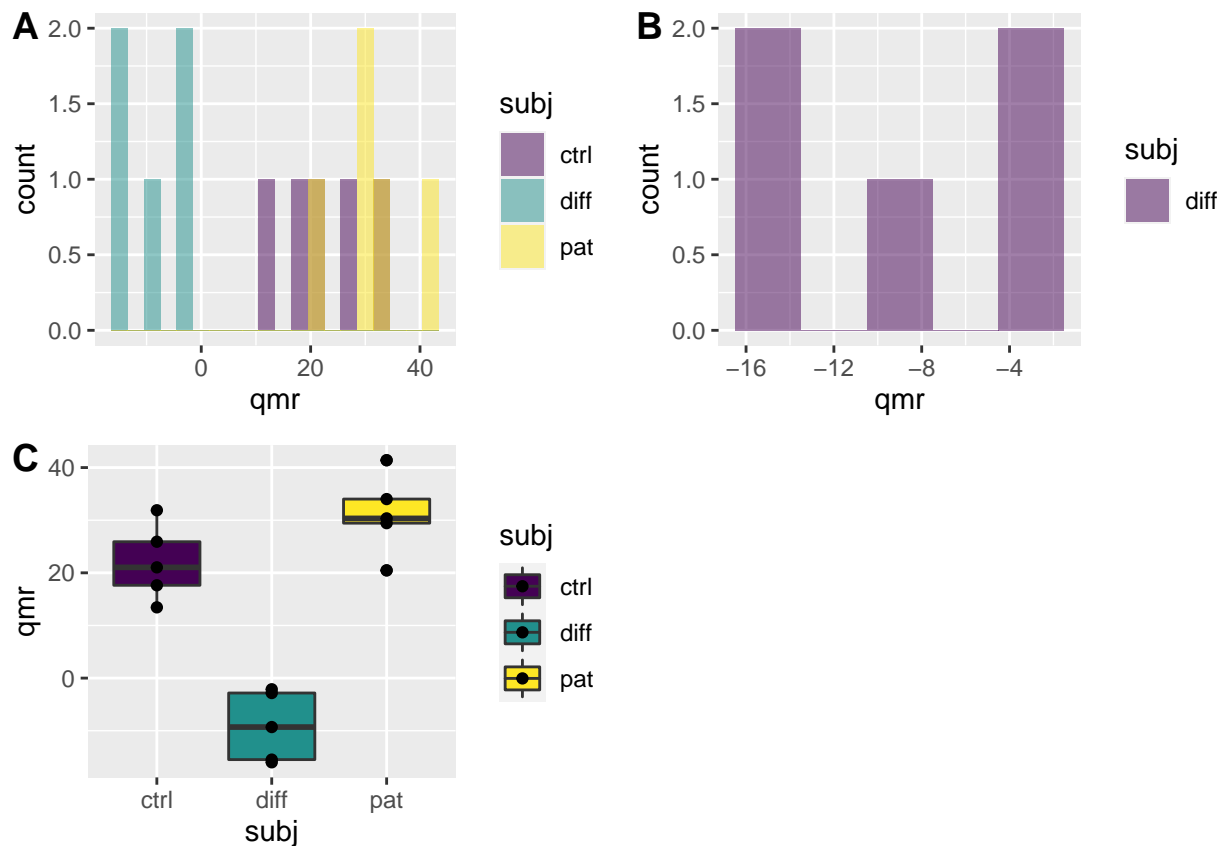 A
2.0
1.5
1.0
0.5
0.0
count
0 20 40
qmr
subj
ctrl
diff
pat
B
2.0
1.5
1.0
0.5
0.0
count
−16 −12 −8 −4
qmr
subj
diff
C
40
20
0
qmr
ctrl diff pat
subj
subj
ctrl
diff
pat